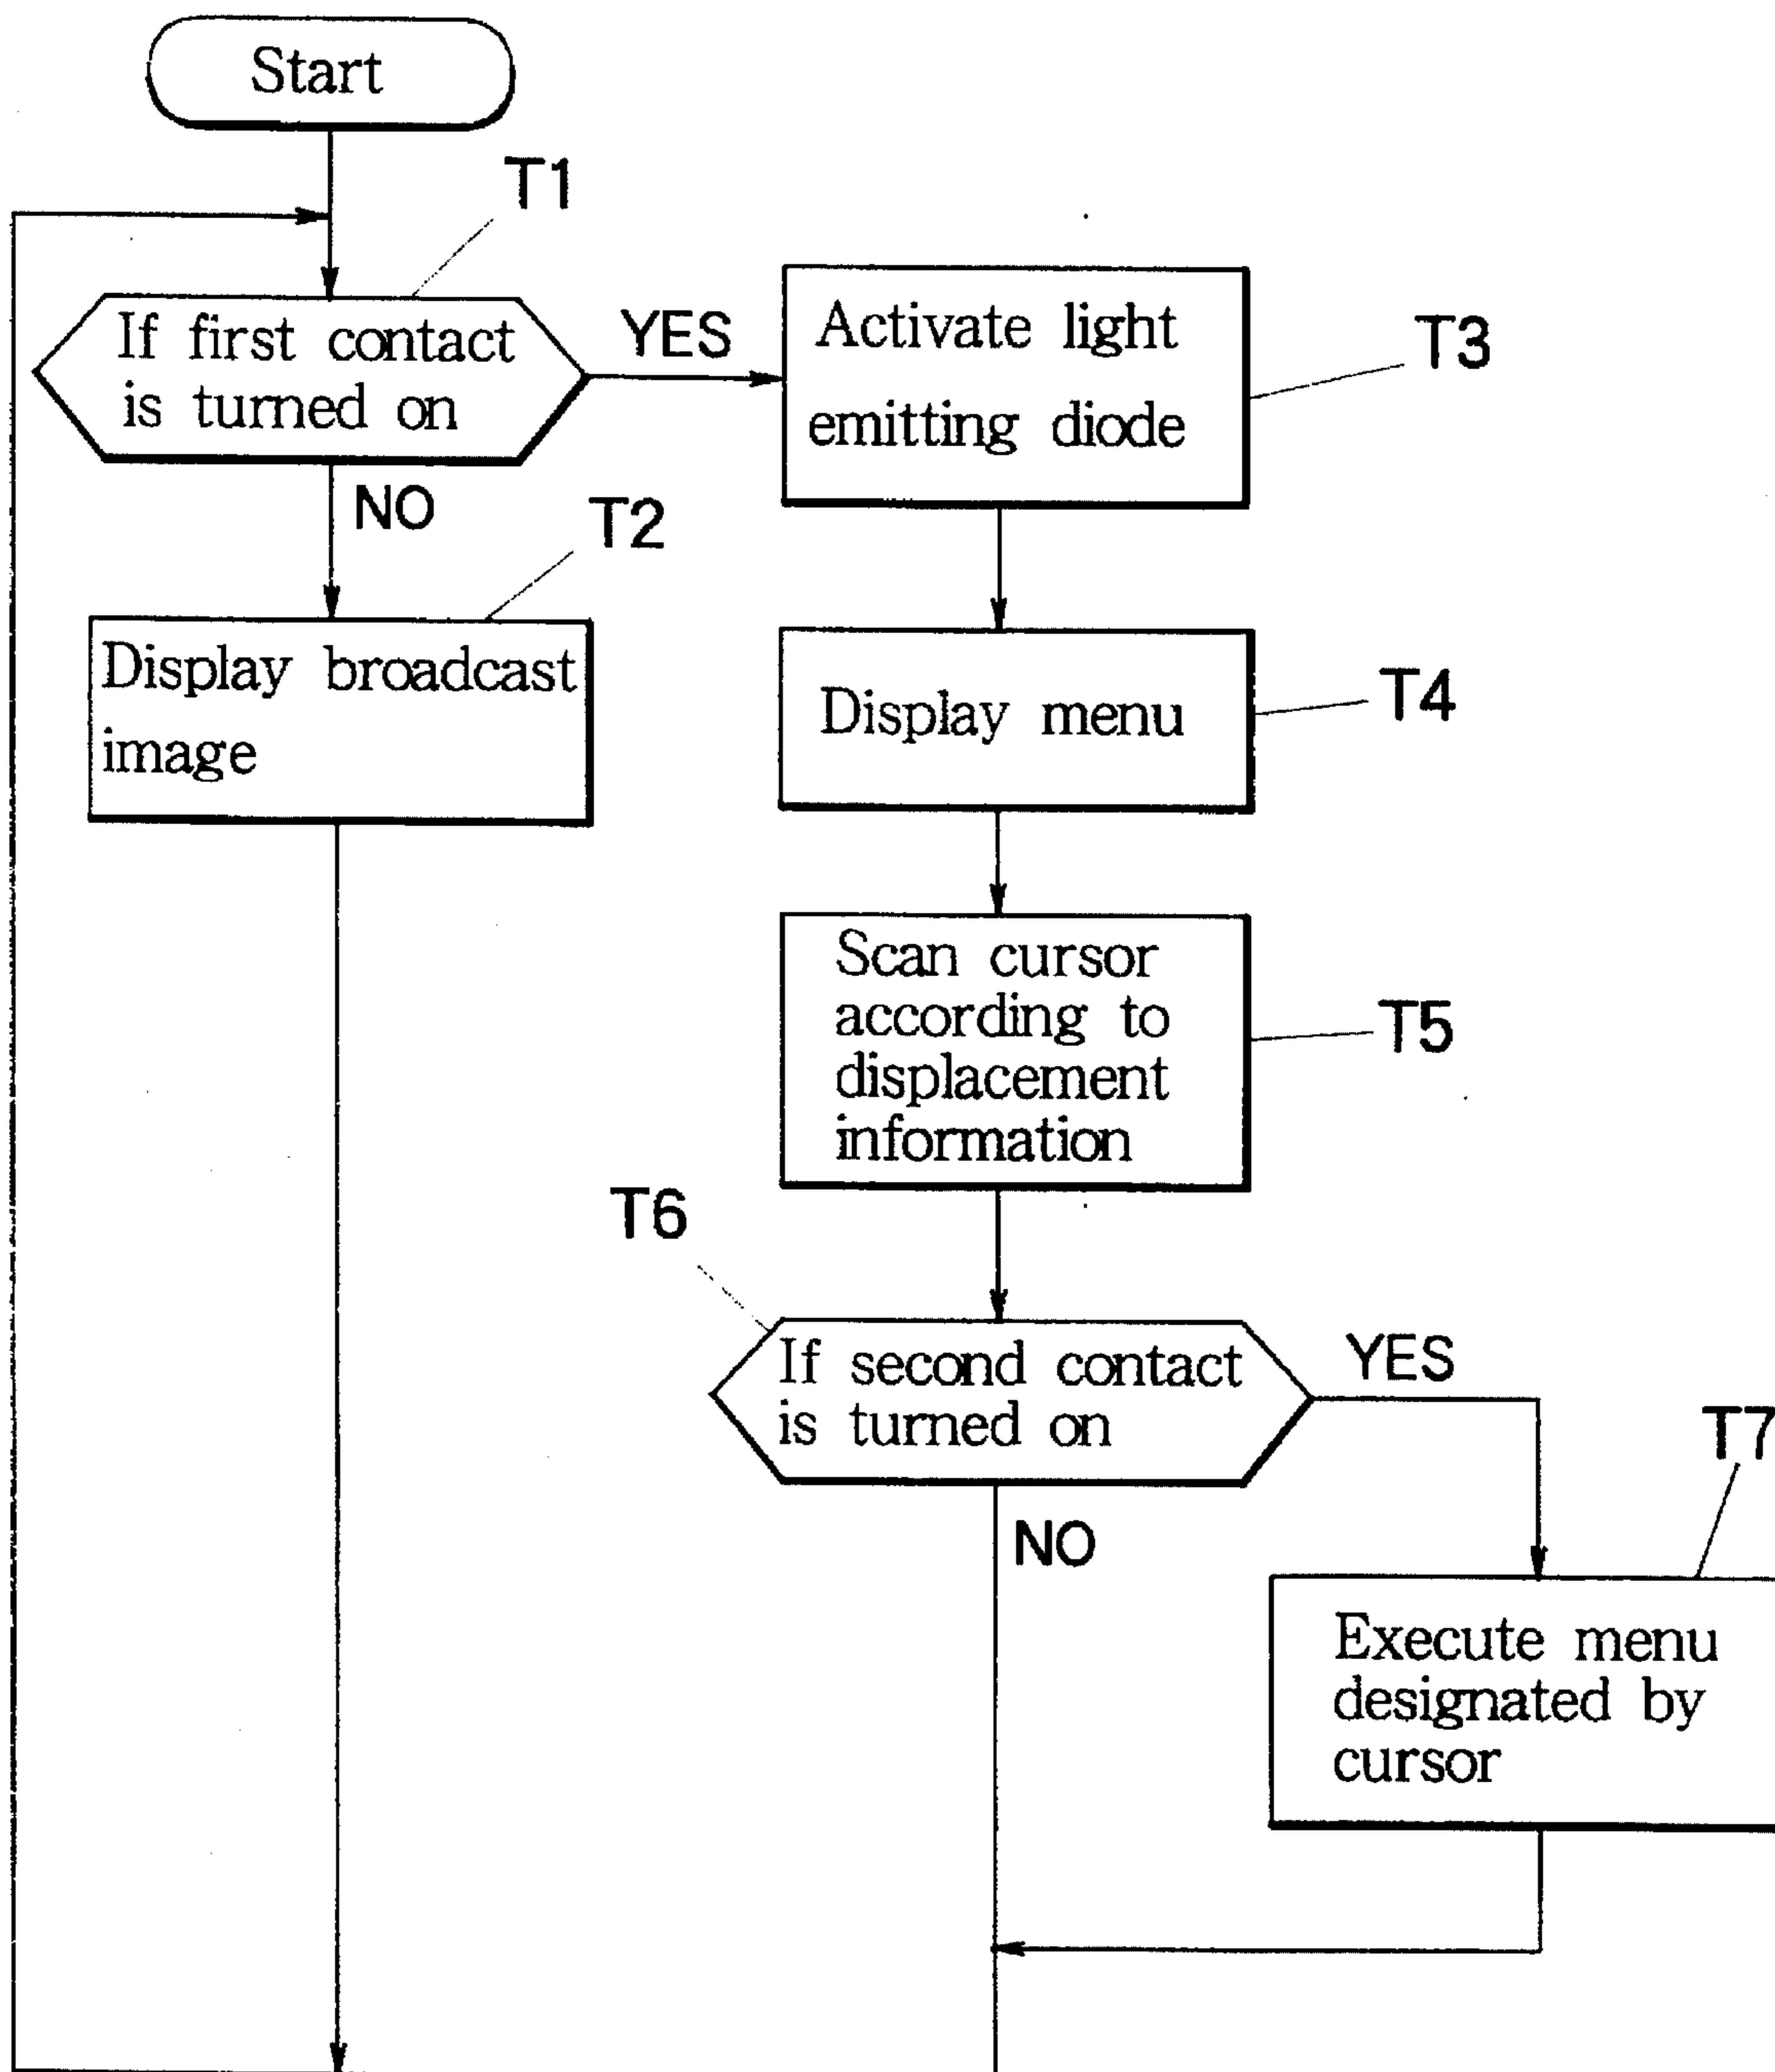 Start
T1
If first contact
is turned on
YES
NO
T2
Display broadcast
image
Activate light
emitting diode
T3
Display menu
T4
Scan cursor
according to
displacement
information
T5
T6
If second contact
is turned on
YES
NO
T7
Execute menu
designated by
cursor